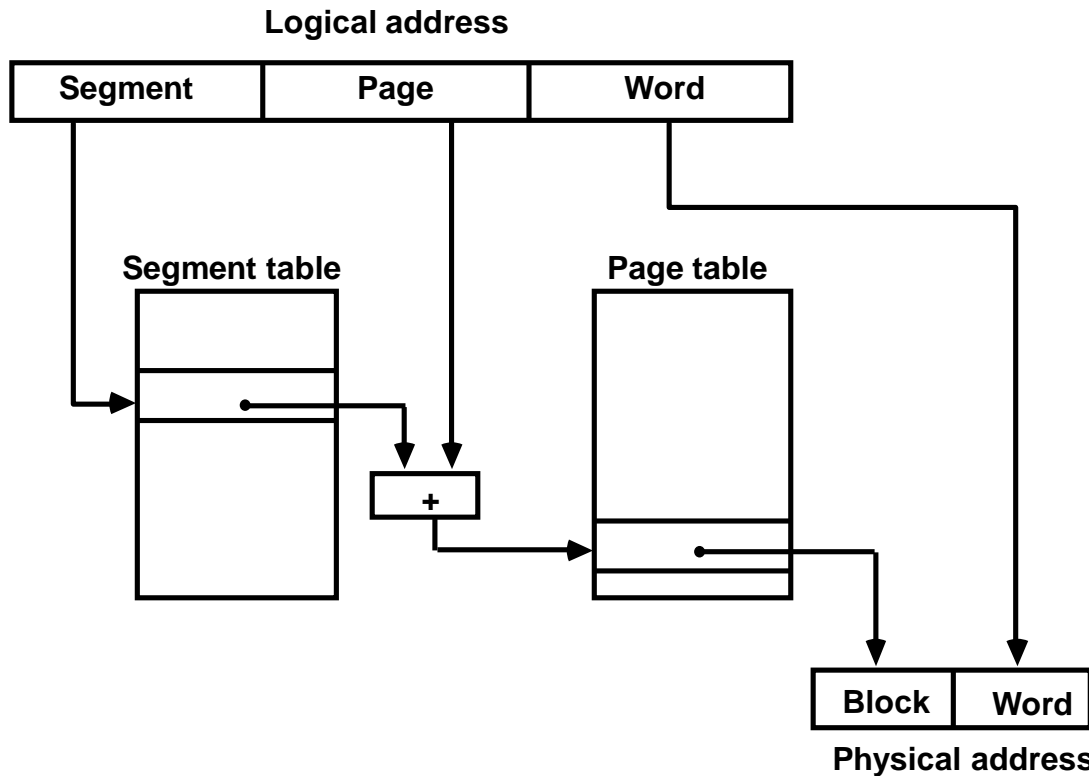 Logical address
Segment Page Word
Segment table Page table
+
Block Word
Physical address